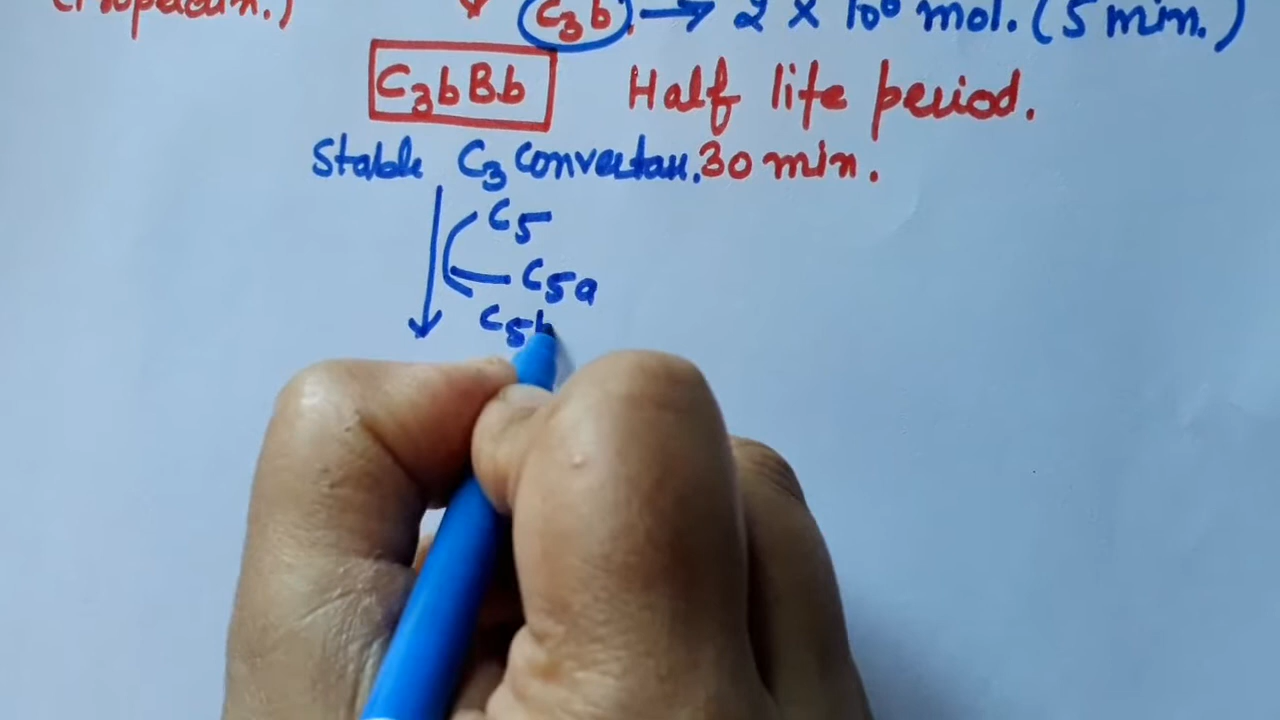 C3b → 2 x 10⁶ mol. (5 min.)
C3bBb Half life period.
Stable C3 convertase. 30 min.
C5
C5a
C5b